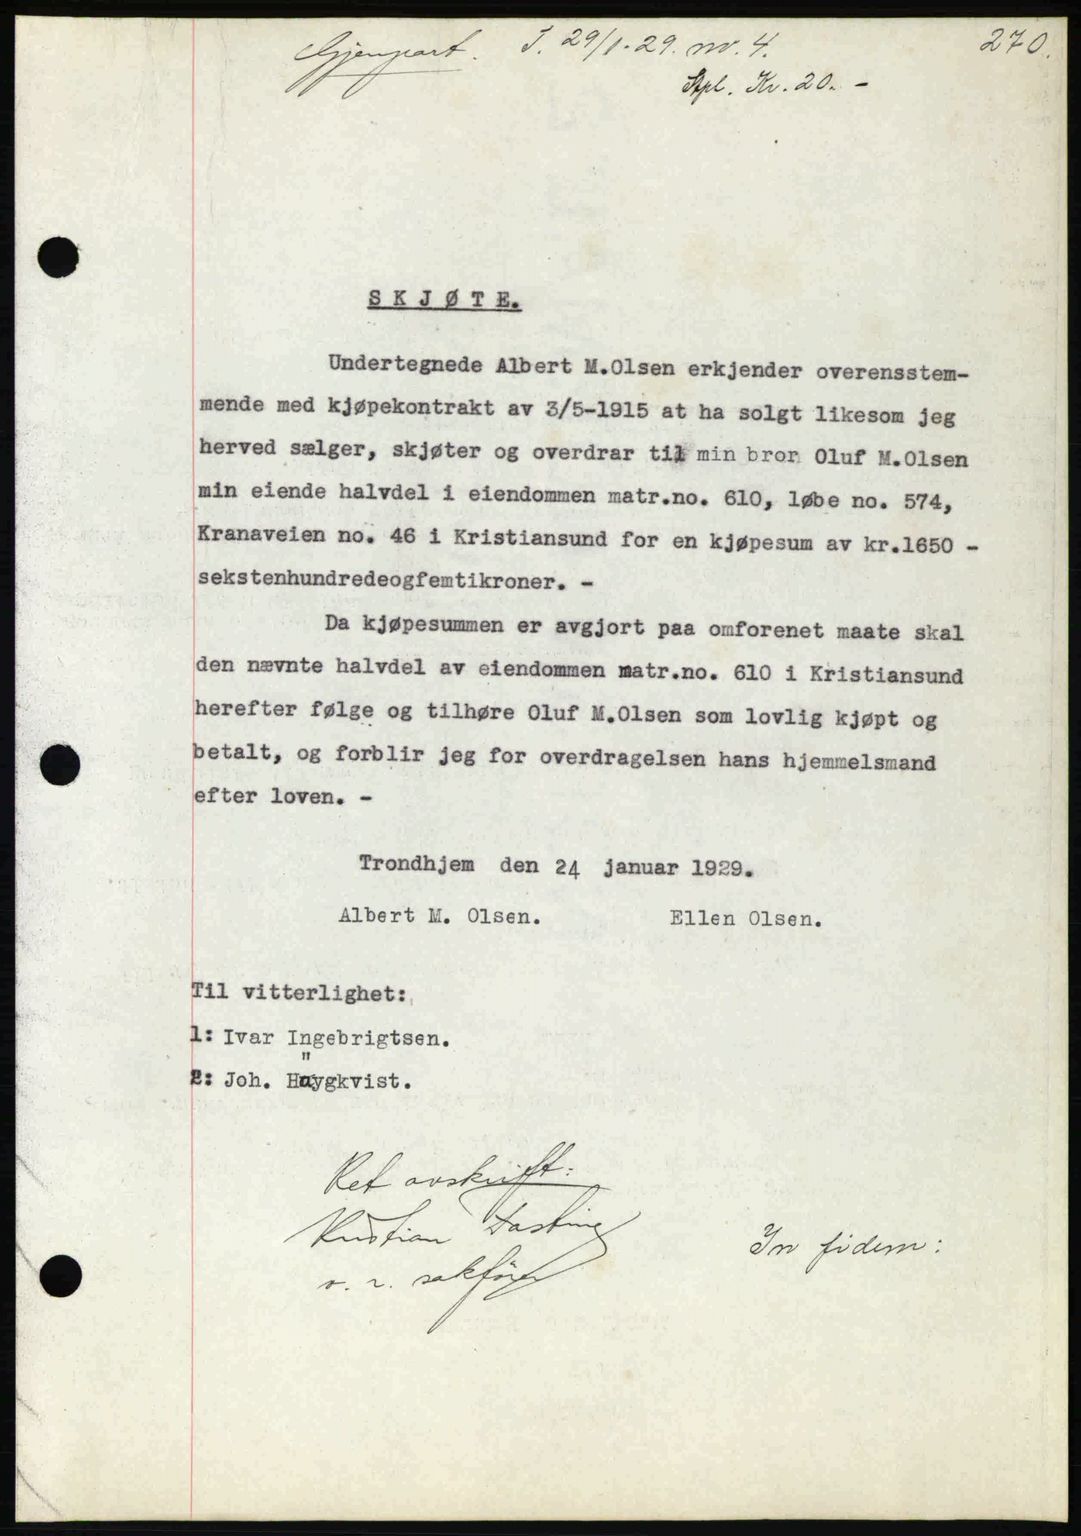 Gjenpart. T. 29/1-29. nr. 4. 270.
Stpl. Kr. 20. -
SKJØTE.
Undertegnede Albert M.Olsen erkjender overensstem-
mende med kjøpekontrakt av 3/5-1915 at ha solgt likesom jeg
herved sælger, skjøter og overdrar til min bror Oluf M.Olsen
min eiende halvdel i eiendommen matr.no. 610, løbe no. 574,
Kranaveien no. 46 i Kristiansund for en kjøpesum av kr.1650 -
sekstenhundredeogfemtikroner. -
Da kjøpesummen er avgjort paa omforenet maate skal
den nævnte halvdel av eiendommen matr.no. 610 i Kristiansund
herefter følge og tilhøre Oluf M.Olsen som lovlig kjøpt og
betalt, og forblir jeg for overdragelsen hans hjemmelsmand
efter loven. -
Trondhjem den 24 januar 1929.
Albert M. Olsen. Ellen Olsen.
Til vitterlighet:
1: Ivar Ingebrigtsen.
2: Joh.
Ret avskrift:
Kristian
o. r. sakfører
In fidem: